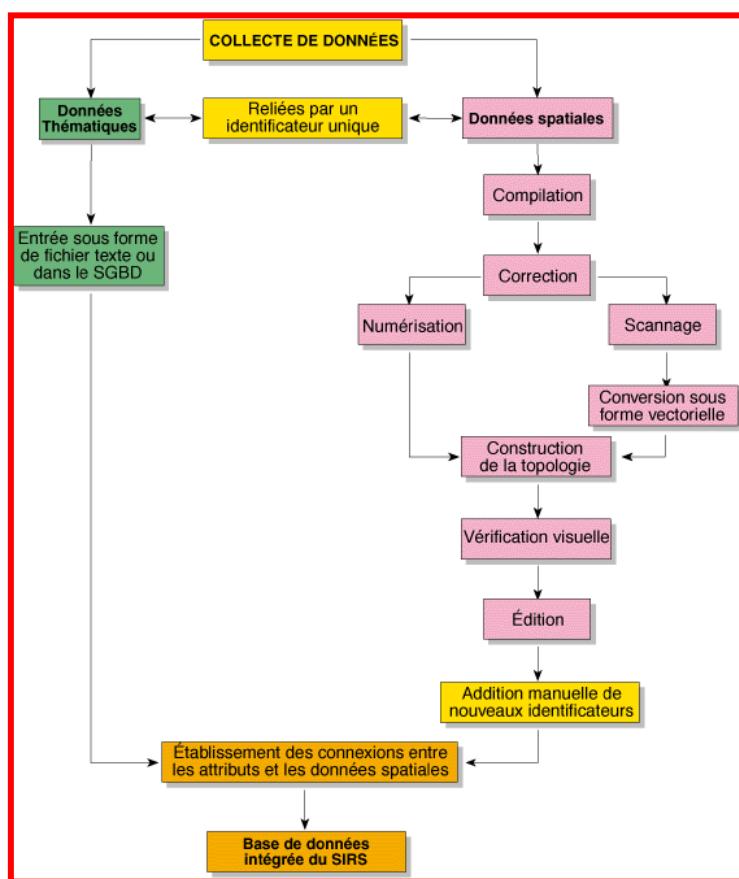 COLLECTE DE DONNÉES
Données
Thématiques
Reliées par un
identificateur unique
Données spatiales
Compilation
Entrée sous forme
de fichier texte ou
dans le SGBD
Correction
Numérisation
Scannage
Conversion sous
forme vectorielle
Construction
de la topologie
Vérification visuelle
Édition
Addition manuelle de
nouveaux identificateurs
Établissement des connexions entre
les attributs et les données spatiales
Base de données
intégrée du SIRS